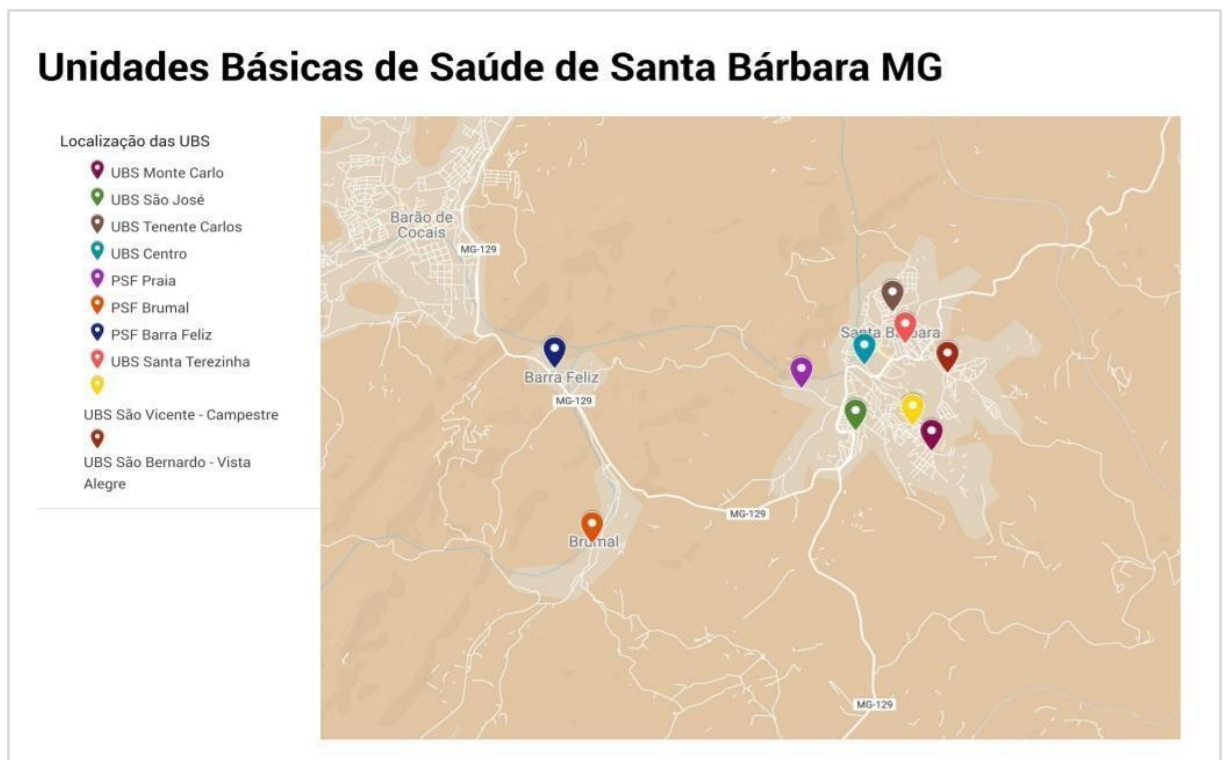 Unidades Básicas de Saúde de Santa Bárbara MG
Localização das UBS
UBS Monte Carlo
UBS São José
UBS Tenente Carlos
UBS Centro
PSF Praia
PSF Brumal
PSF Barra Feliz
UBS Santa Terezinha
UBS São Vicente - Campestre
UBS São Bernardo - Vista
Alegre
Barão de
Cocais
MG-129
Santa Bárbara
Barra Feliz
MG-129
MG-129
Brumal
MG-129